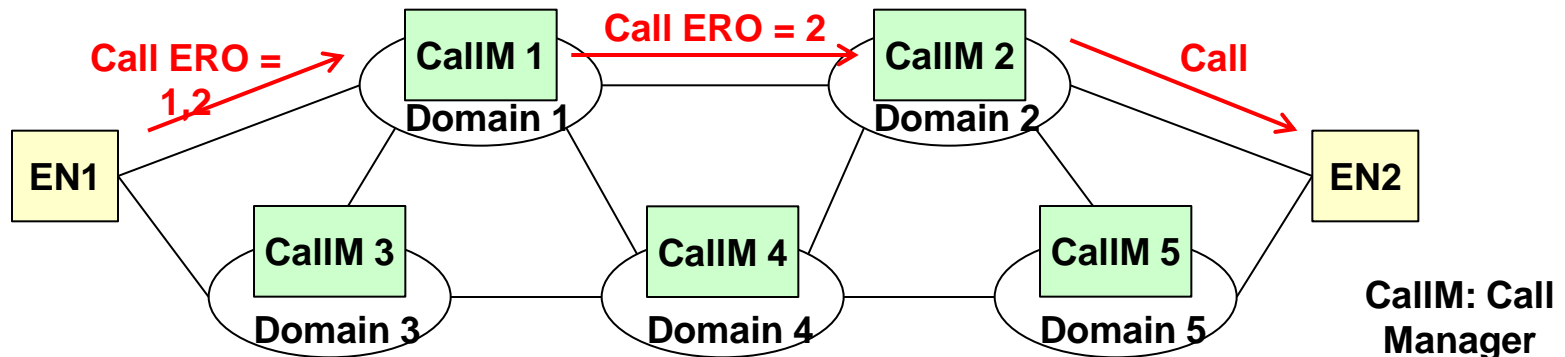 Call ERO =
1,2
CallM 1
Domain 1
Call ERO = 2
CallM 2
Domain 2
Call
EN1
EN2
CallM 3
Domain 3
CallM 4
Domain 4
CallM 5
Domain 5
CallM: Call
Manager